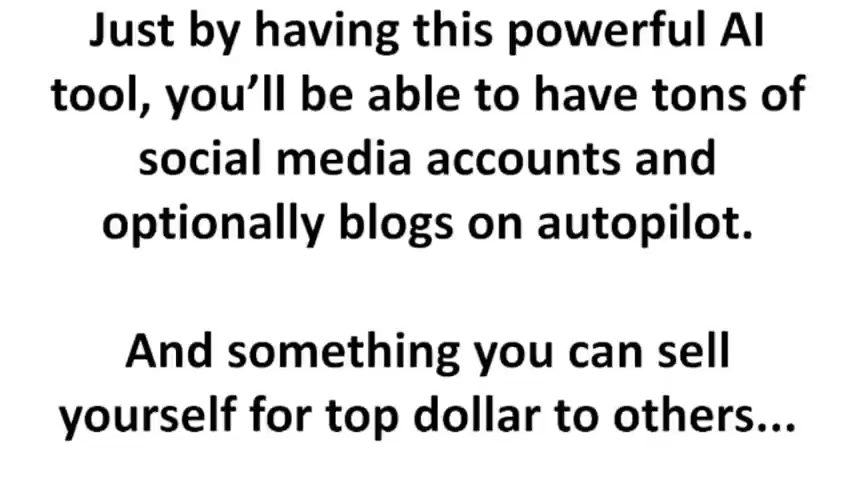 Just by having this powerful AI
tool, you’ll be able to have tons of
social media accounts and
optionally blogs on autopilot.
And something you can sell
yourself for top dollar to others...